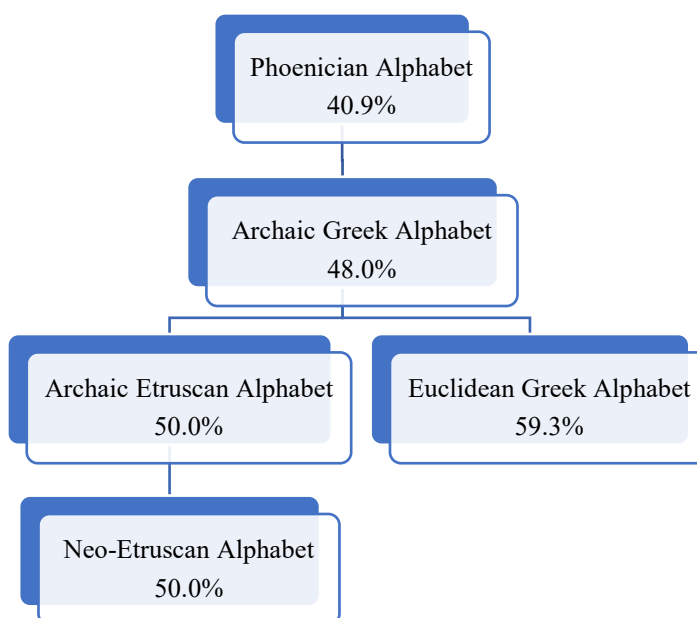 Phoenician Alphabet
40.9%
Archaic Greek Alphabet
48.0%
Archaic Etruscan Alphabet
50.0%
Euclidean Greek Alphabet
59.3%
Neo-Etruscan Alphabet
50.0%